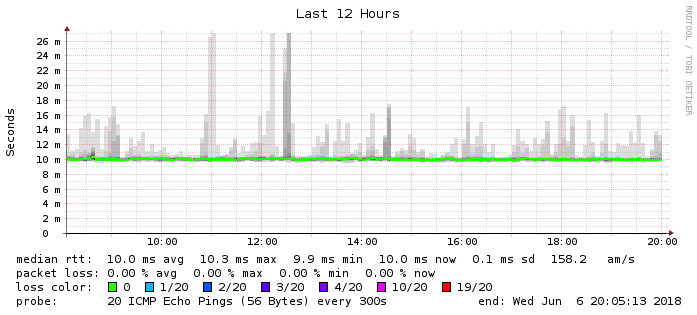 Last 12 Hours
RRDTOOL / TOBI OETIKER
Seconds
26 m
24 m
22 m
20 m
18 m
16 m
14 m
12 m
10 m
8 m
6 m
4 m
2 m
0
10:00 12:00 14:00 16:00 18:00 20:00
median rtt: 10.0 ms avg 10.3 ms max 9.9 ms min 10.0 ms now 0.1 ms sd 158.2 am/s
packet loss: 0.00 % avg 0.00 % max 0.00 % min 0.00 % now
loss color: 0 1/20 2/20 3/20 4/20 10/20 19/20
probe: 20 ICMP Echo Pings (56 Bytes) every 300s end: Wed Jun 6 20:05:13 2018